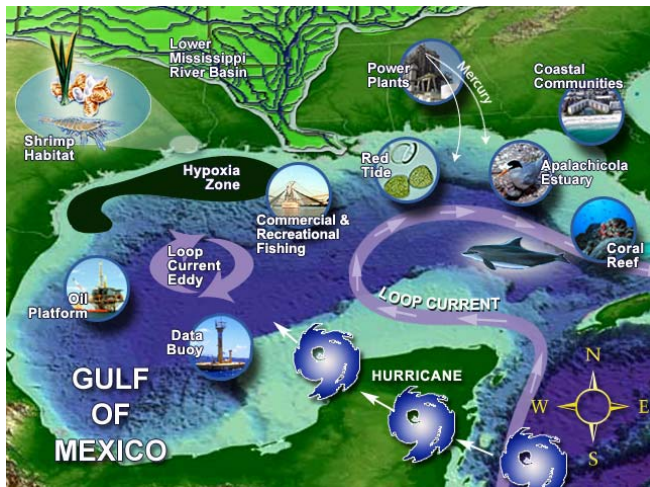 Lower
Mississippi
River Basin
Power
Plants
Mercury
Coastal
Communities
Shrimp
Habitat
Hypoxia
Zone
Red
Tide
Apalachicola
Estuary
Commercial &
Recreational
Fishing
Loop
Current
Eddy
Coral
Reef
Oil
Platform
LOOP CURRENT
Data
Buoy
HURRICANE
GULF
OF
MEXICO
N
W
E
S